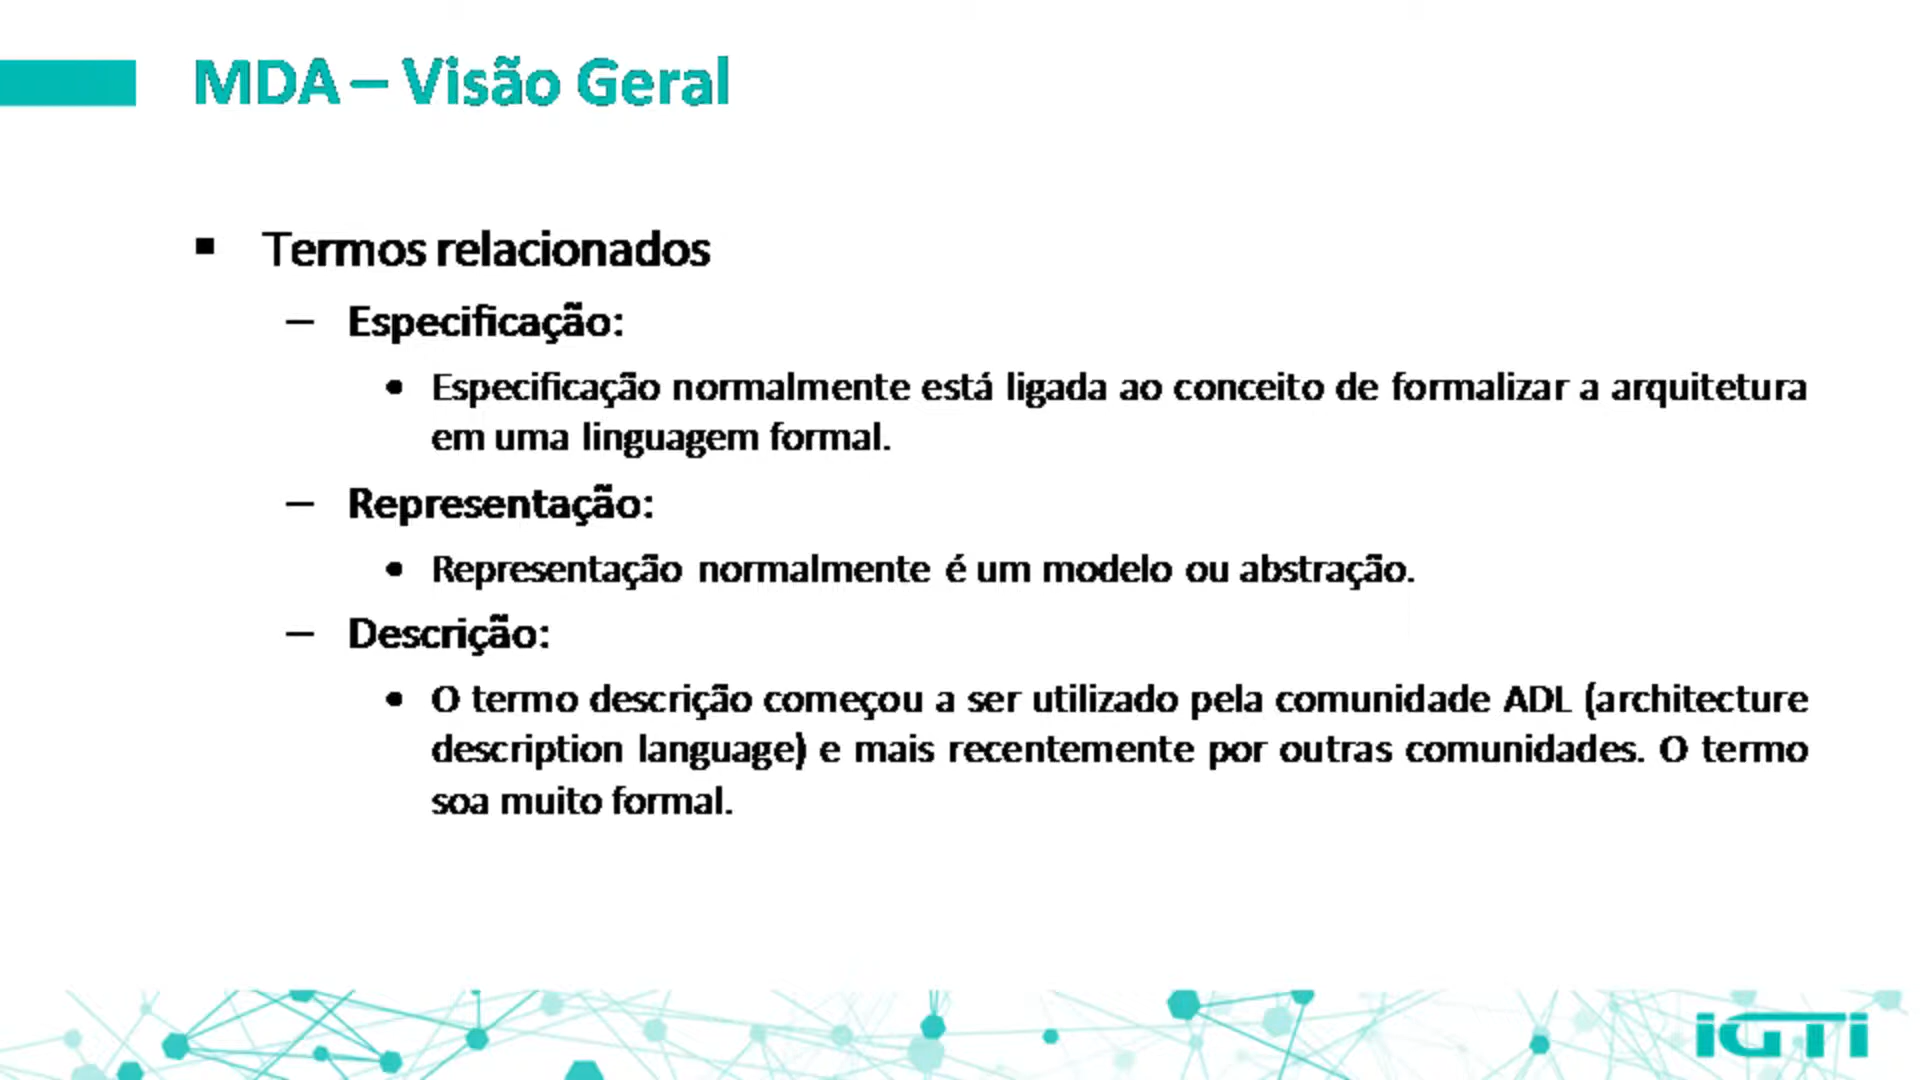 MDA – Visão Geral
▪ Termos relacionados
– Especificação:
• Especificação normalmente está ligada ao conceito de formalizar a arquitetura
em uma linguagem formal.
– Representação:
• Representação normalmente é um modelo ou abstração.
– Descrição:
• O termo descrição começou a ser utilizado pela comunidade ADL (architecture
description language) e mais recentemente por outras comunidades. O termo
soa muito formal.
iGTi